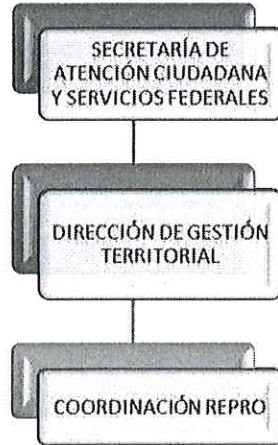 SECRETARÍA DE
ATENCIÓN CIUDADANA
Y SERVICIOS FEDERALES
DIRECCIÓN DE GESTIÓN
TERRITORIAL
COORDINACIÓN REPRO